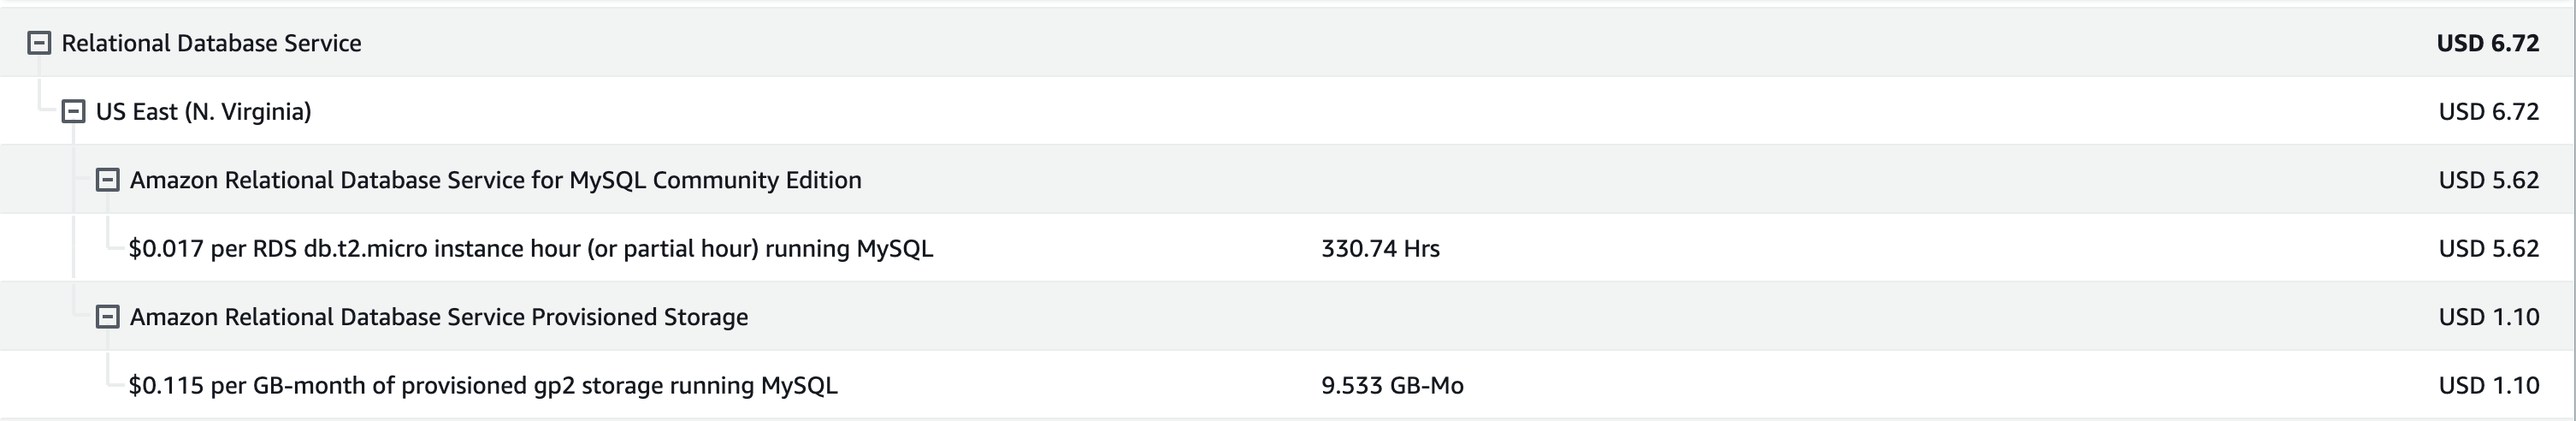 Relational Database Service USD 6.72
US East (N. Virginia) USD 6.72
Amazon Relational Database Service for MySQL Community Edition USD 5.62
$0.017 per RDS db.t2.micro instance hour (or partial hour) running MySQL 330.74 Hrs USD 5.62
Amazon Relational Database Service Provisioned Storage USD 1.10
$0.115 per GB-month of provisioned gp2 storage running MySQL 9.533 GB-Mo USD 1.10